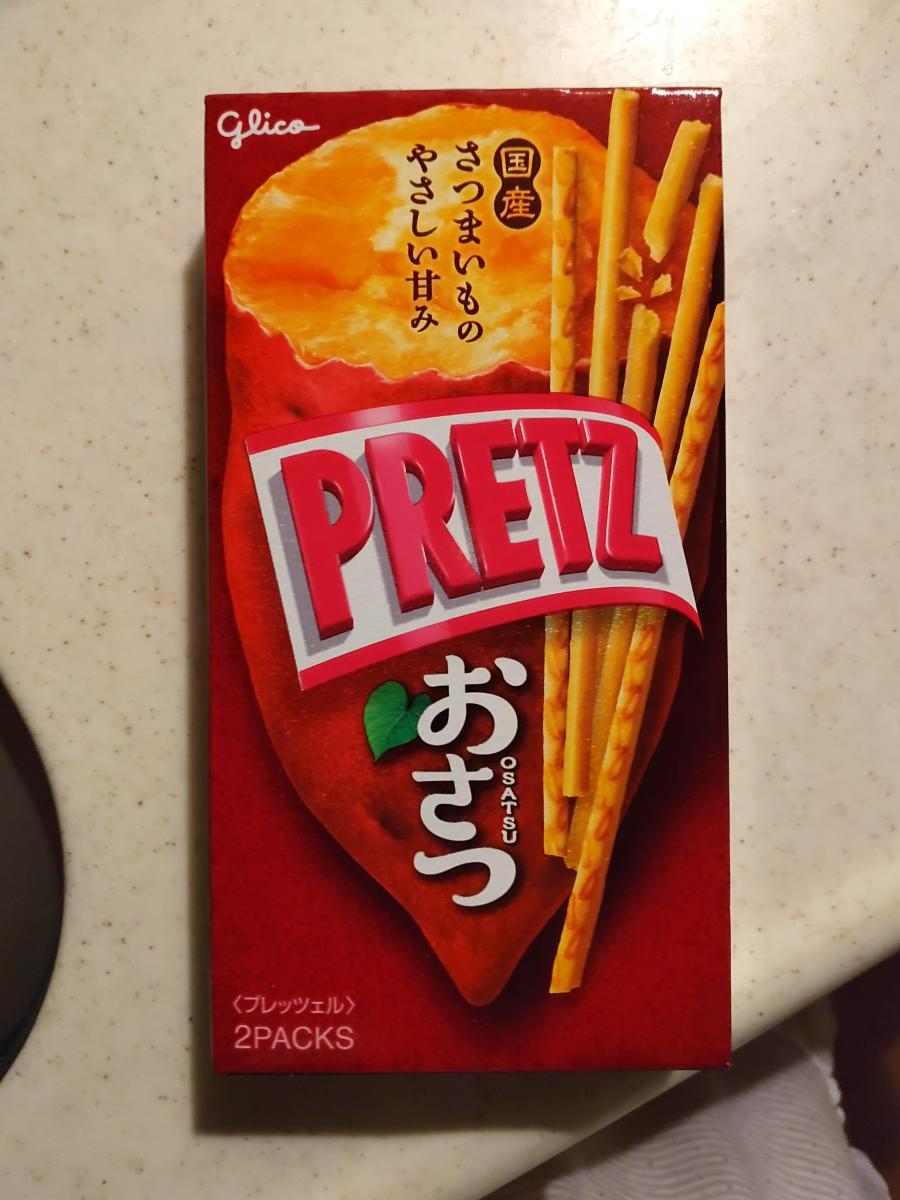 Glico
国産
さつまいもの
やさしい甘み
PRETZ
おさつ
OSATSU
〈プレッツェル〉
2PACKS